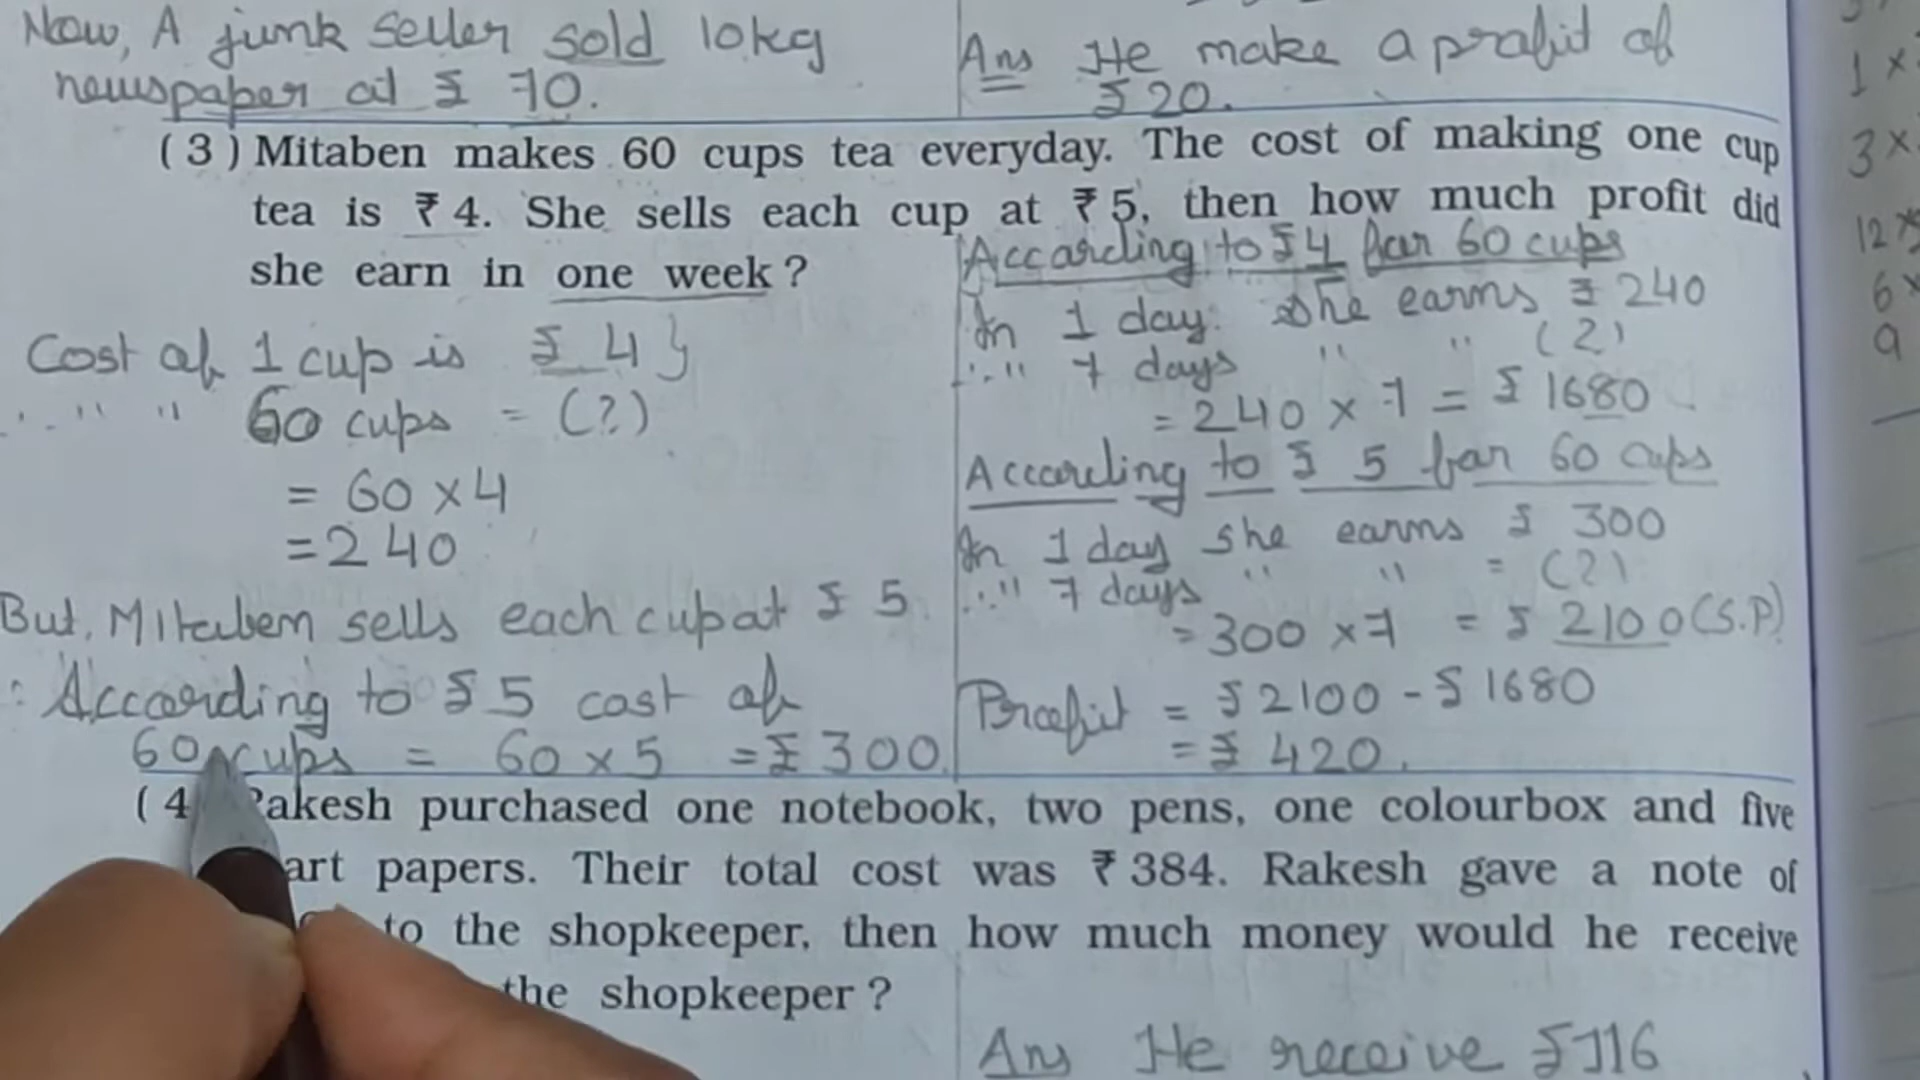 Now, A junk seller sold 10kg
newspaper at ₹ 70.
Ans He make a profit of
₹ 20.
(3) Mitaben makes 60 cups tea everyday. The cost of making one cup
tea is ₹ 4. She sells each cup at ₹ 5, then how much profit did
she earn in one week?
Cost of 1 cup is ₹ 4}
∴ " " 60 cups = (?)
= 60 × 4
= 240
But, Mitaben sells each cup at ₹ 5
∴ According to ₹ 5 cost of
60 cups = 60 × 5 = ₹ 300
According to ₹ 4 for 60 cups
In 1 day she earns ₹ 240
∴ " 7 days " " (?)
= 240 × 7 = ₹ 1680
According to ₹ 5 for 60 cups
In 1 day she earns ₹ 300
∴ " 7 days " " = (?)
= 300 × 7 = ₹ 2100 (S.P)
Profit = ₹ 2100 - ₹ 1680
= ₹ 420.
(4 Rakesh purchased one notebook, two pens, one colourbox and five
art papers. Their total cost was ₹ 384. Rakesh gave a note of
to the shopkeeper, then how much money would he receive
the shopkeeper?
Ans He receive ₹ 116
1 ×
3 ×
12 ×
6 ×
9